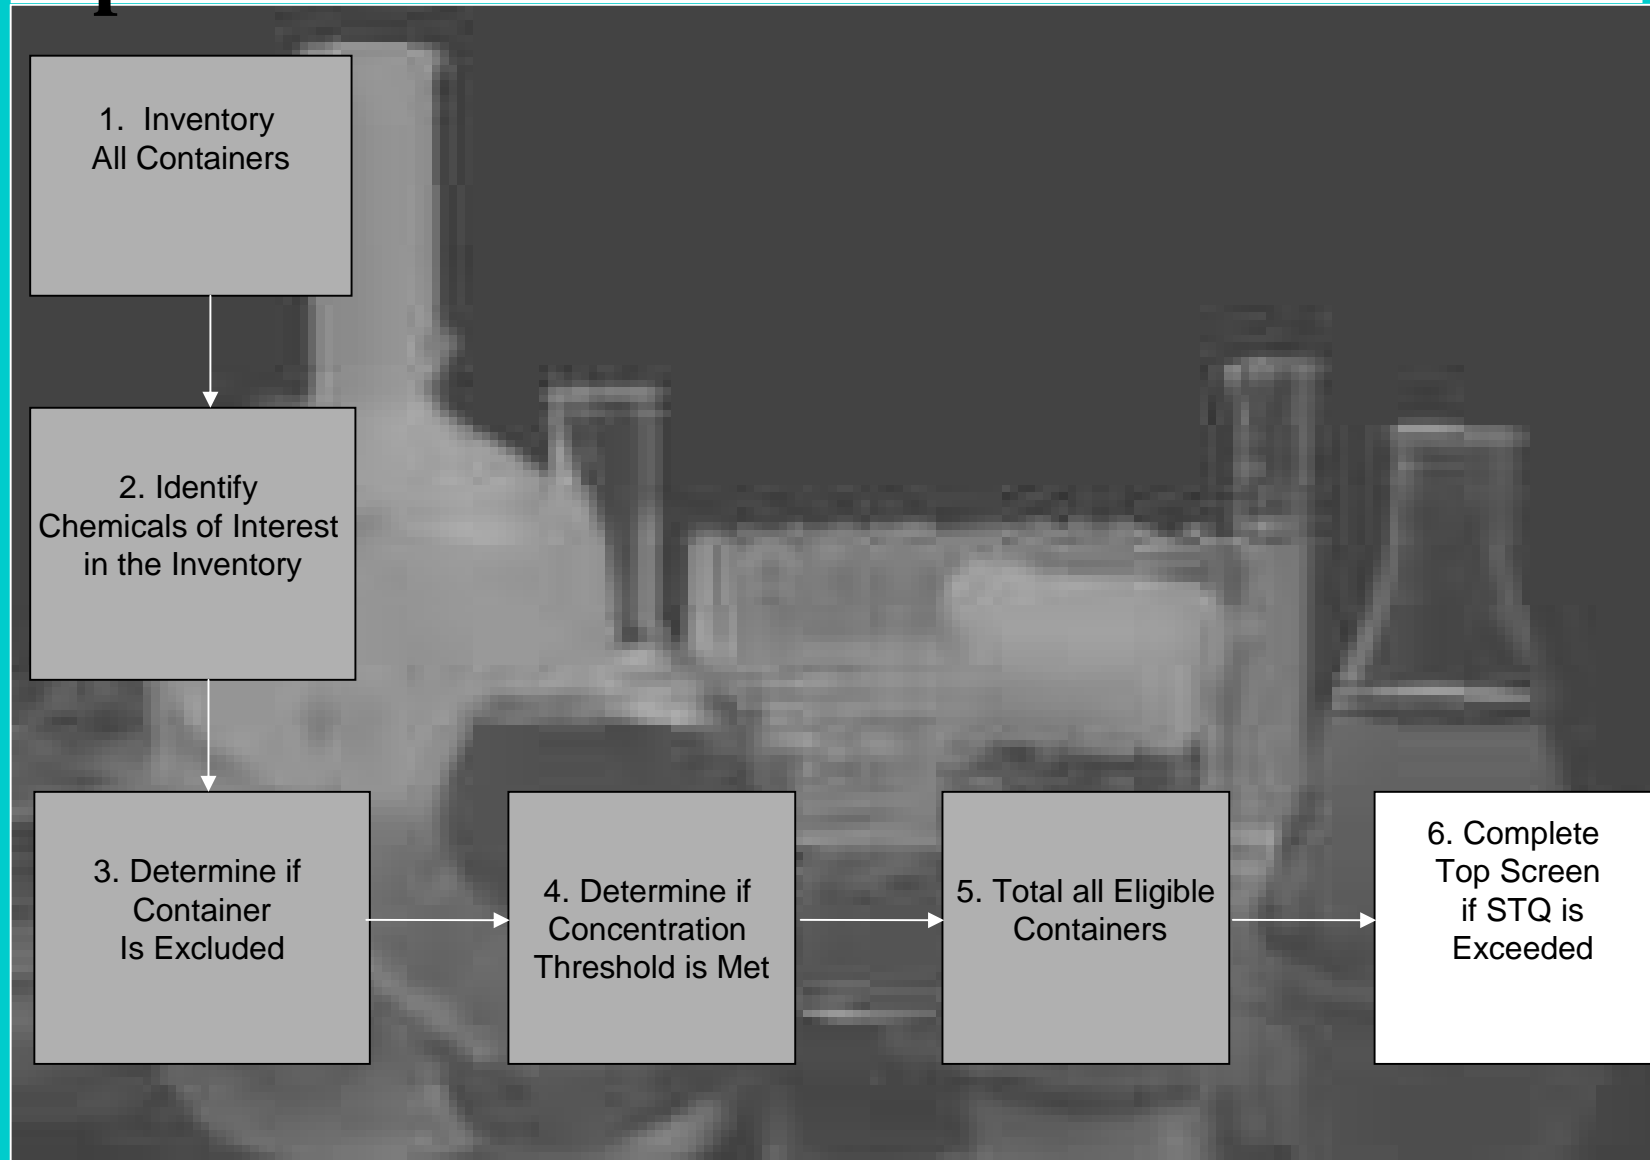 1. Inventory
All Containers
2. Identify
Chemicals of Interest
in the Inventory
3. Determine if
Container
Is Excluded
4. Determine if
Concentration
Threshold is Met
5. Total all Eligible
Containers
6. Complete
Top Screen
if STQ is
Exceeded